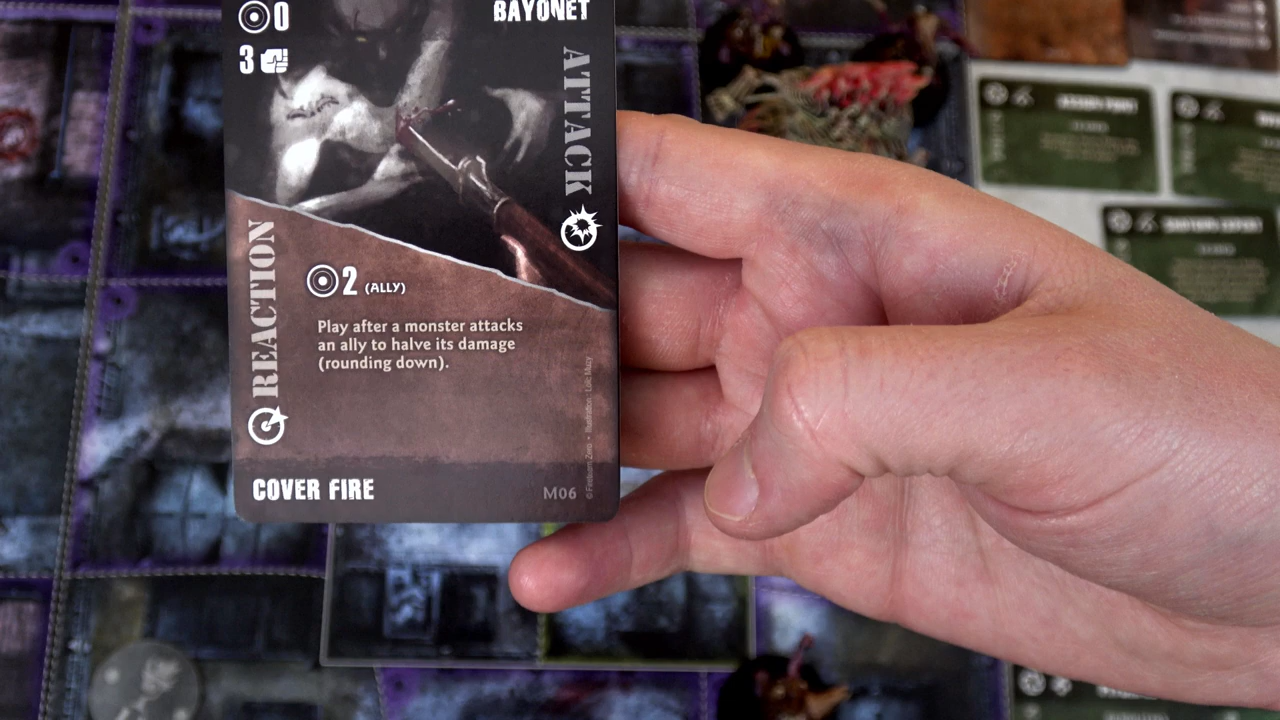 0
BAYONET
3
ATTACK
REACTION
2 (ALLY)
Play after a monster attacks
an ally to halve its damage
(rounding down).
COVER FIRE
M06